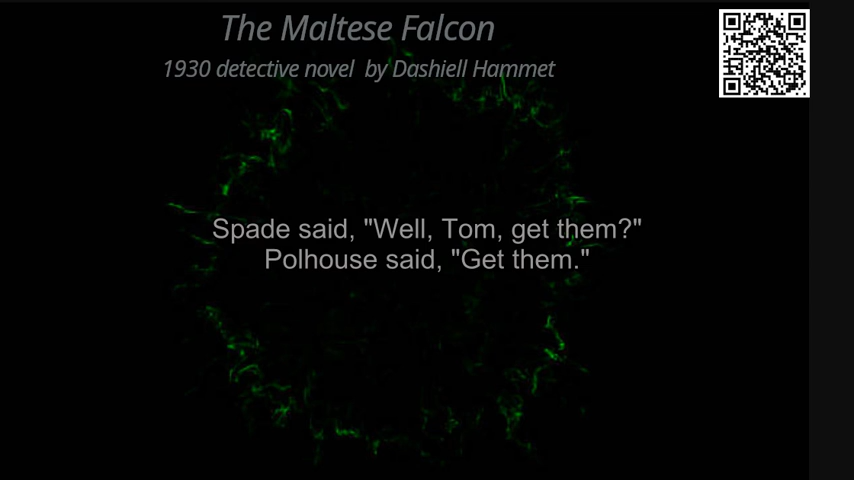 The Maltese Falcon
1930 detective novel by Dashiell Hammet
Spade said, "Well, Tom, get them?"
Polhouse said, "Get them."